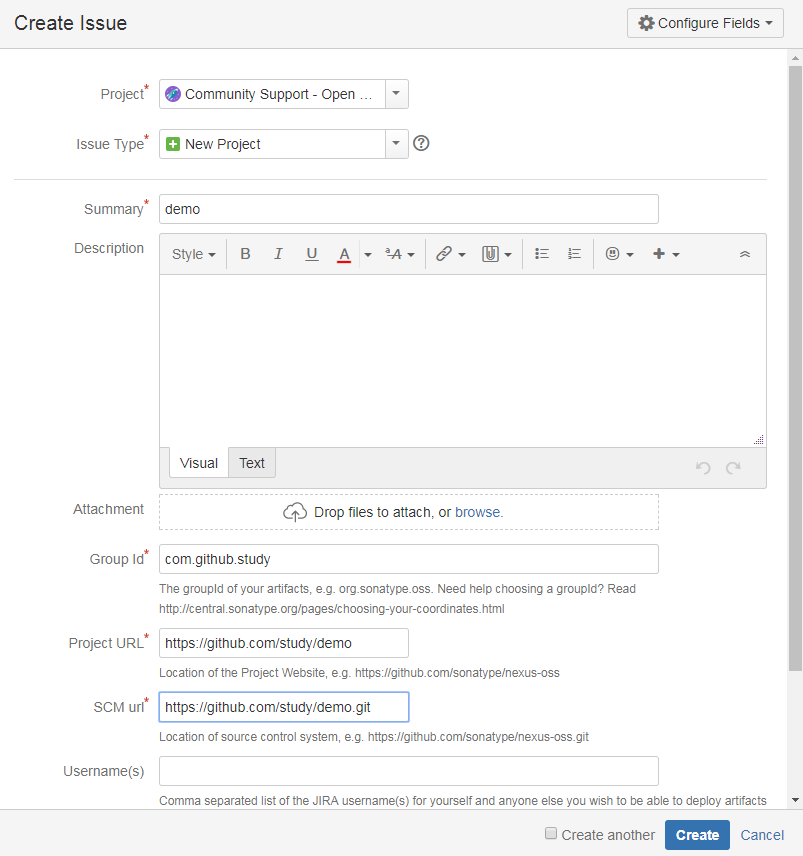 Create Issue
Configure Fields
Project*
Community Support - Open ...
Issue Type*
New Project
Summary*
demo
Description
Style B I U A ªA
Visual Text
Attachment
Drop files to attach, or browse.
Group Id*
com.github.study
The groupId of your artifacts, e.g. org.sonatype.oss. Need help choosing a groupId? Read
http://central.sonatype.org/pages/choosing-your-coordinates.html
Project URL*
https://github.com/study/demo
Location of the Project Website, e.g. https://github.com/sonatype/nexus-oss
SCM url*
https://github.com/study/demo.git
Location of source control system, e.g. https://github.com/sonatype/nexus-oss.git
Username(s)
Comma separated list of the JIRA username(s) for yourself and anyone else you wish to be able to deploy artifacts
Create another Create Cancel